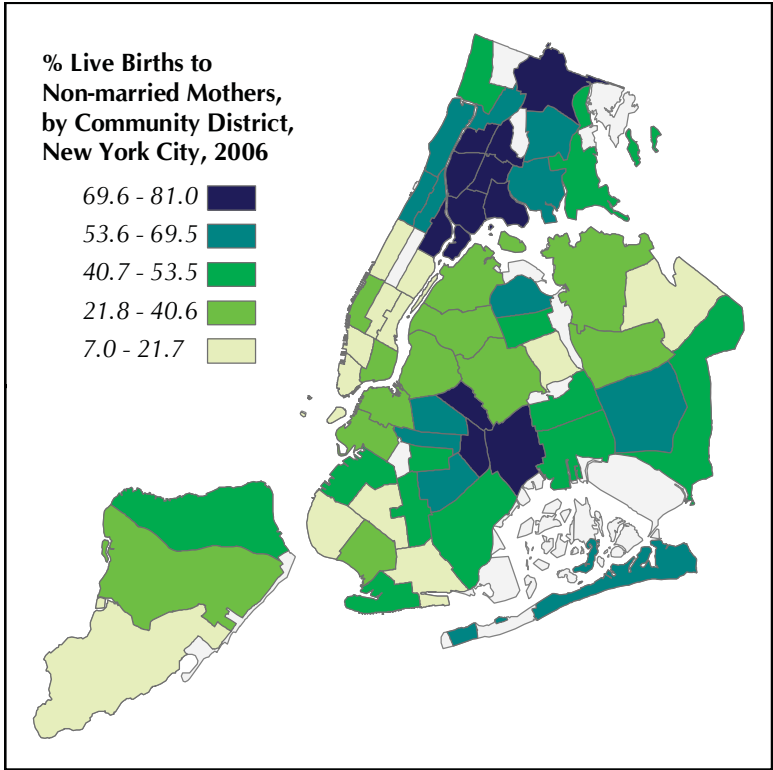 % Live Births to
Non-married Mothers,
by Community District,
New York City, 2006
69.6 - 81.0
53.6 - 69.5
40.7 - 53.5
21.8 - 40.6
7.0 - 21.7